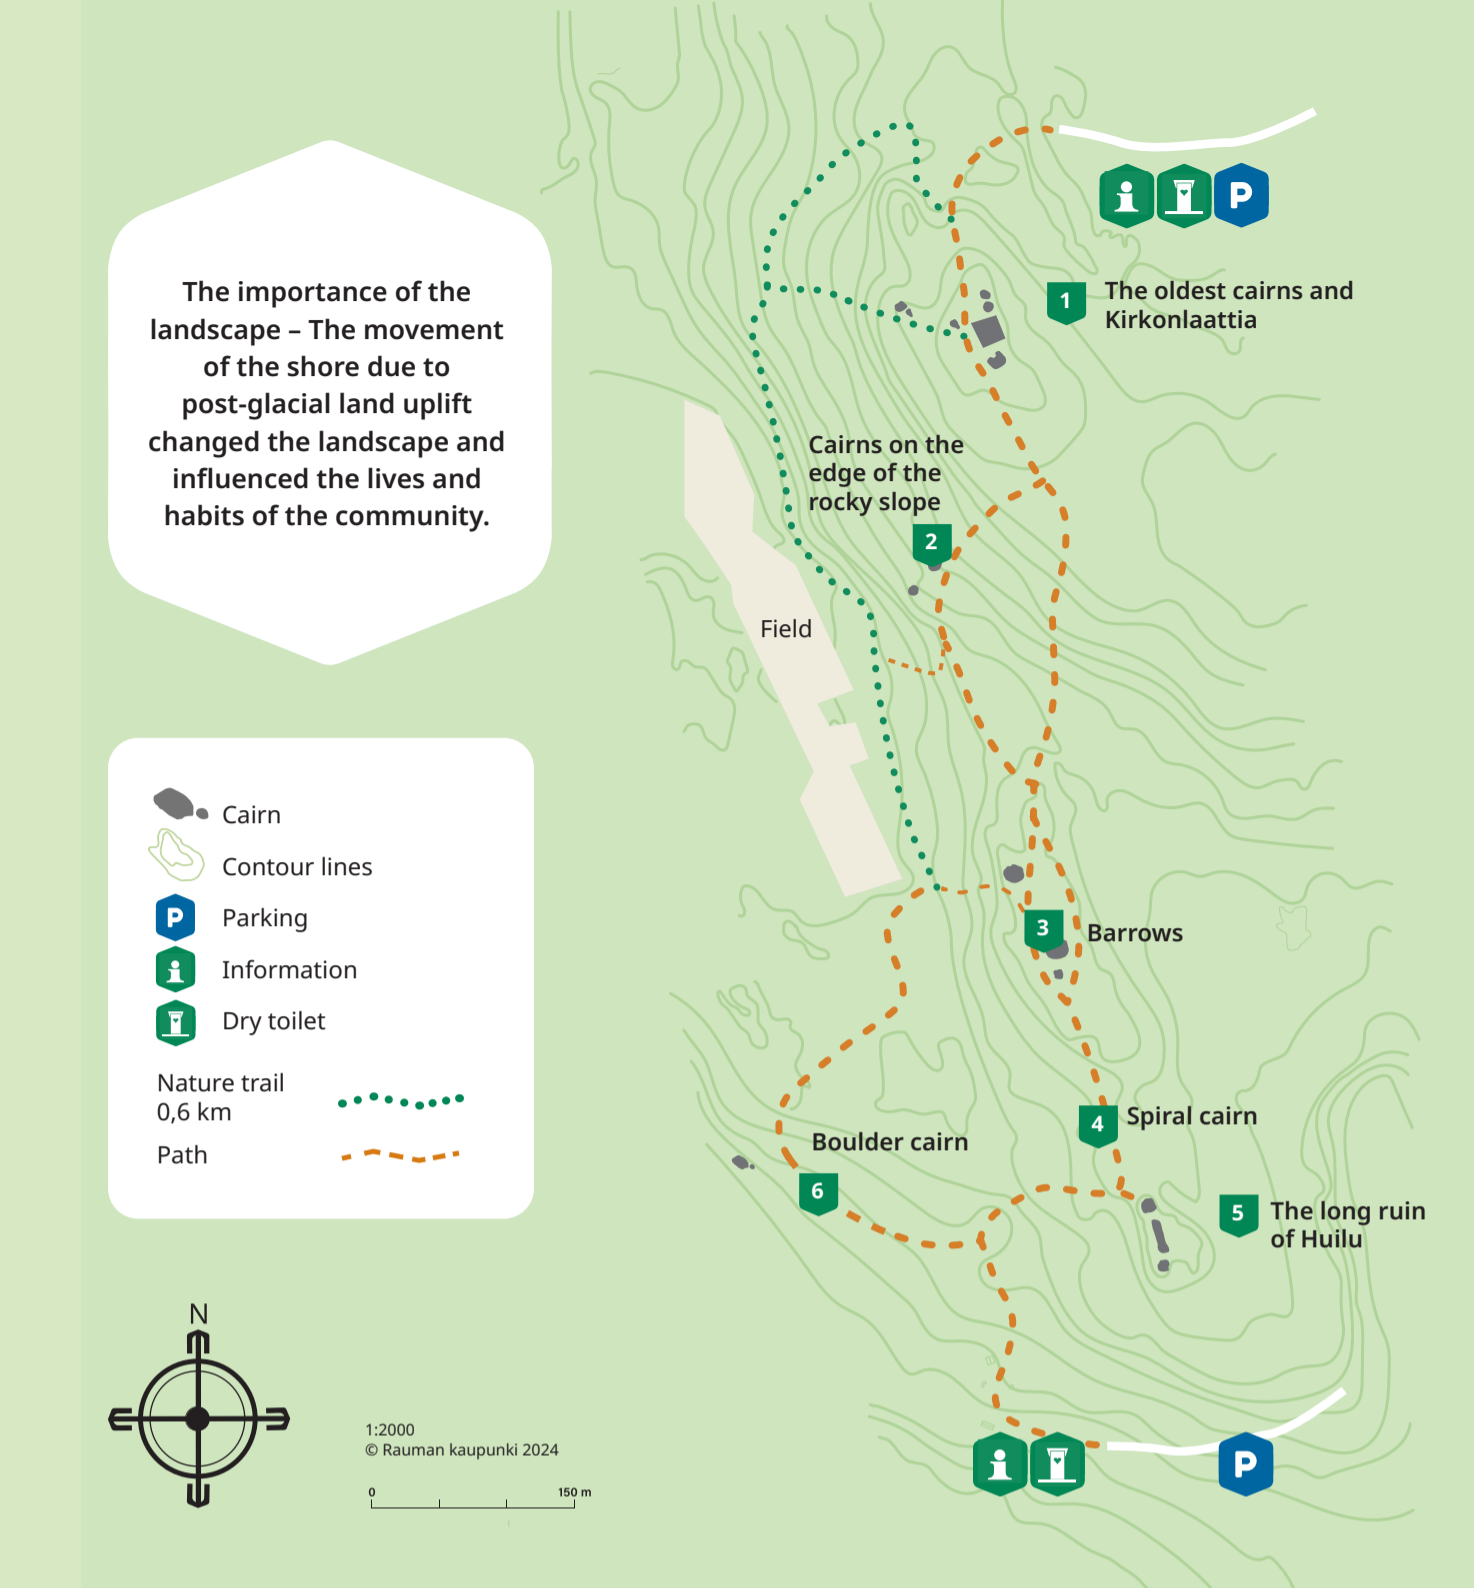 The importance of the
landscape – The movement
of the shore due to
post-glacial land uplift
changed the landscape and
influenced the lives and
habits of the community.
Cairn
Contour lines
P
Parking
Information
Dry toilet
Nature trail
0,6 km
Path
N
1:2000
© Rauman kaupunki 2024
0 150 m
P
1 The oldest cairns and
Kirkonlaattia
Cairns on the
edge of the
rocky slope
2
Field
3 Barrows
4 Spiral cairn
Boulder cairn
6
5 The long ruin
of Huilu
P